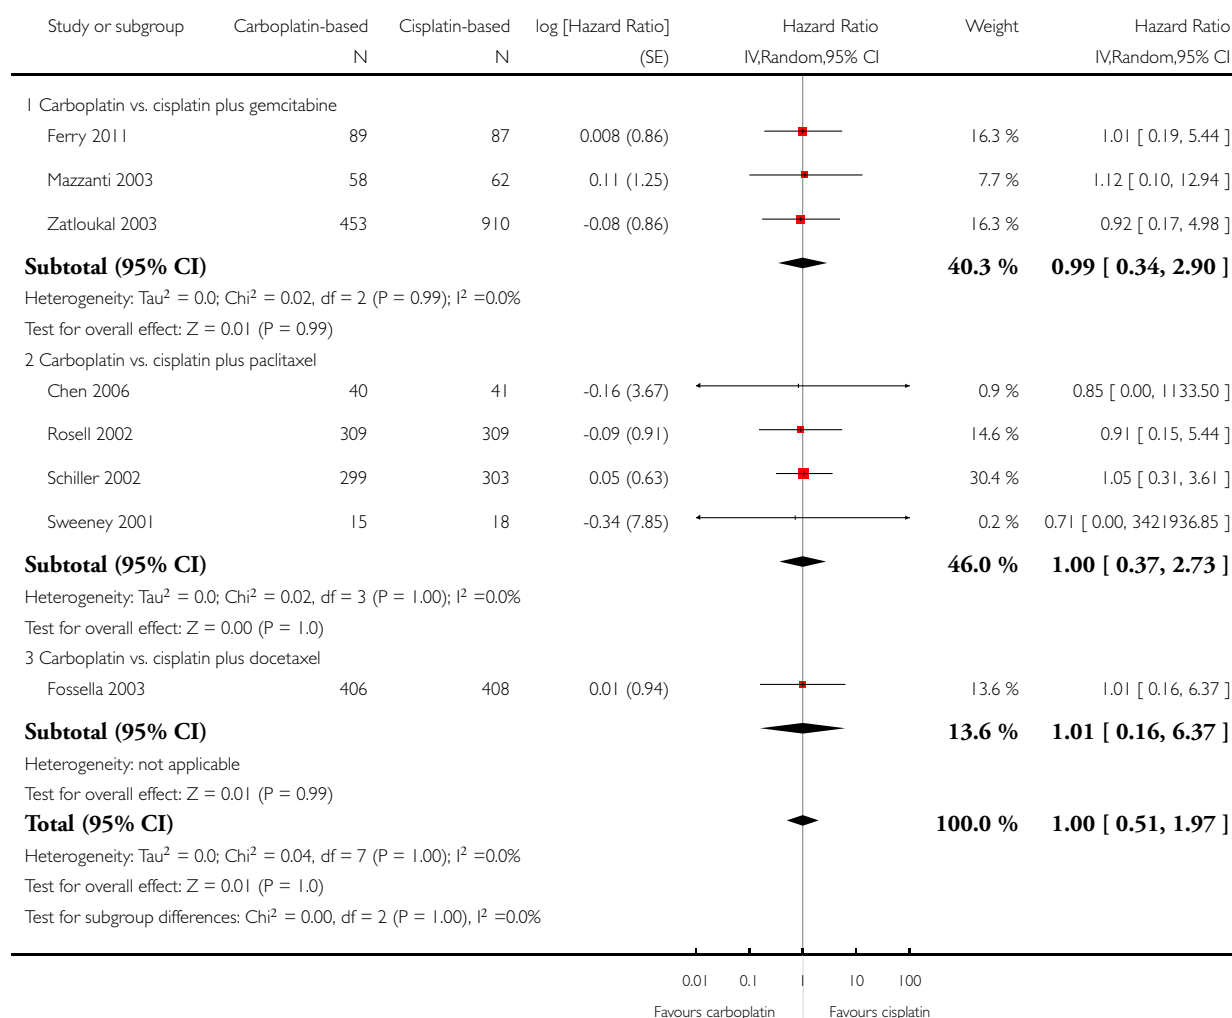 Study or subgroup Carboplatin-based Cisplatin-based log [Hazard Ratio] Hazard Ratio Weight Hazard Ratio
N N (SE) IV,Random,95% CI IV,Random,95% CI
1 Carboplatin vs. cisplatin plus gemcitabine
Ferry 2011 89 87 0.008 (0.86) 16.3 % 1.01 [ 0.19, 5.44 ]
Mazzanti 2003 58 62 0.11 (1.25) 7.7 % 1.12 [ 0.10, 12.94 ]
Zatloukal 2003 453 910 -0.08 (0.86) 16.3 % 0.92 [ 0.17, 4.98 ]
Subtotal (95% CI) 40.3 % 0.99 [ 0.34, 2.90 ]
Heterogeneity: Tau² = 0.0; Chi² = 0.02, df = 2 (P = 0.99); I² =0.0%
Test for overall effect: Z = 0.01 (P = 0.99)
2 Carboplatin vs. cisplatin plus paclitaxel
Chen 2006 40 41 -0.16 (3.67) 0.9 % 0.85 [ 0.00, 1133.50 ]
Rosell 2002 309 309 -0.09 (0.91) 14.6 % 0.91 [ 0.15, 5.44 ]
Schiller 2002 299 303 0.05 (0.63) 30.4 % 1.05 [ 0.31, 3.61 ]
Sweeney 2001 15 18 -0.34 (7.85) 0.2 % 0.71 [ 0.00, 3421936.85 ]
Subtotal (95% CI) 46.0 % 1.00 [ 0.37, 2.73 ]
Heterogeneity: Tau² = 0.0; Chi² = 0.02, df = 3 (P = 1.00); I² =0.0%
Test for overall effect: Z = 0.00 (P = 1.0)
3 Carboplatin vs. cisplatin plus docetaxel
Fossella 2003 406 408 0.01 (0.94) 13.6 % 1.01 [ 0.16, 6.37 ]
Subtotal (95% CI) 13.6 % 1.01 [ 0.16, 6.37 ]
Heterogeneity: not applicable
Test for overall effect: Z = 0.01 (P = 0.99)
Total (95% CI) 100.0 % 1.00 [ 0.51, 1.97 ]
Heterogeneity: Tau² = 0.0; Chi² = 0.04, df = 7 (P = 1.00); I² =0.0%
Test for overall effect: Z = 0.01 (P = 1.0)
Test for subgroup differences: Chi² = 0.00, df = 2 (P = 1.00), I² =0.0%
0.01 0.1 1 10 100
Favours carboplatin Favours cisplatin